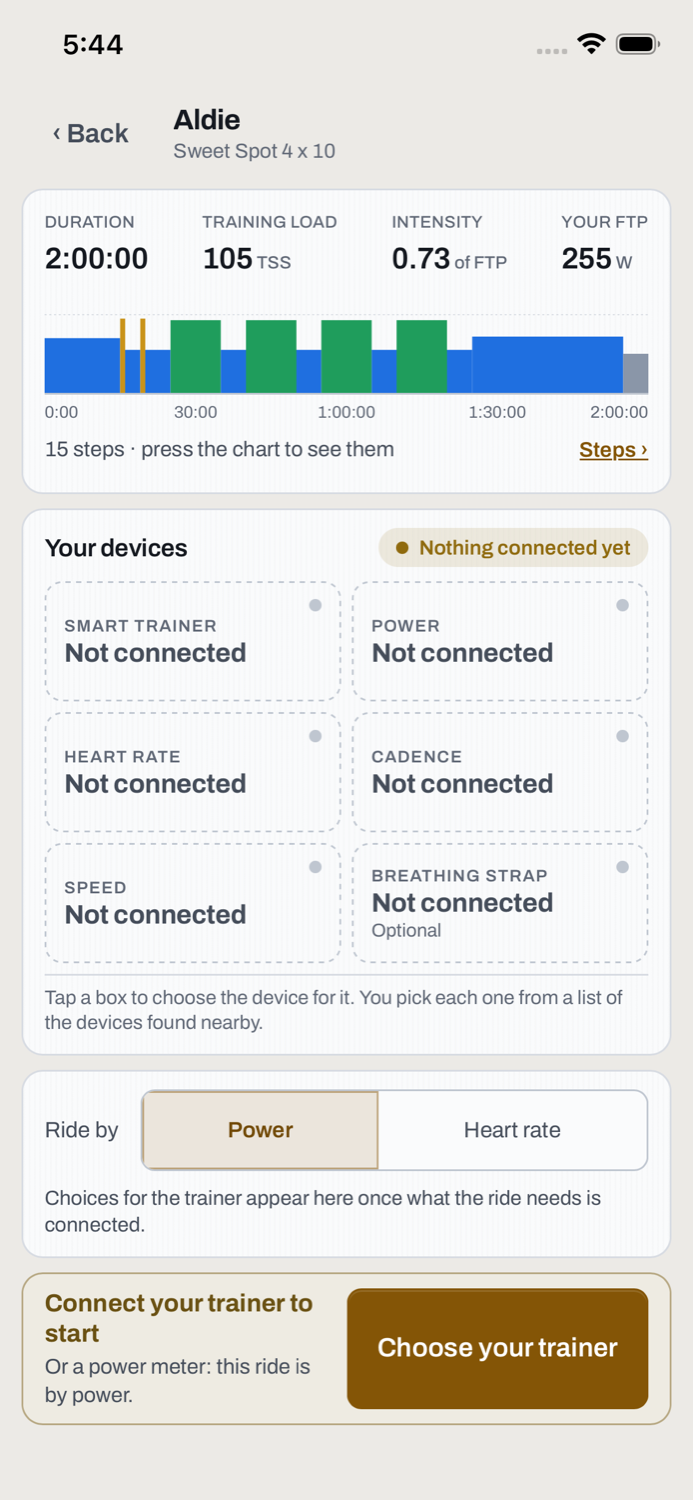 5:44
‹ Back
Aldie
Sweet Spot 4 x 10
DURATION
2:00:00
TRAINING LOAD
105 TSS
INTENSITY
0.73 of FTP
YOUR FTP
255 W
0:00 30:00 1:00:00 1:30:00 2:00:00
15 steps · press the chart to see them
Steps ›
Your devices
Nothing connected yet
SMART TRAINER
Not connected
POWER
Not connected
HEART RATE
Not connected
CADENCE
Not connected
SPEED
Not connected
BREATHING STRAP
Not connected
Optional
Tap a box to choose the device for it. You pick each one from a list of
the devices found nearby.
Ride by
Power
Heart rate
Choices for the trainer appear here once what the ride needs is
connected.
Connect your trainer to
start
Or a power meter: this ride is
by power.
Choose your trainer